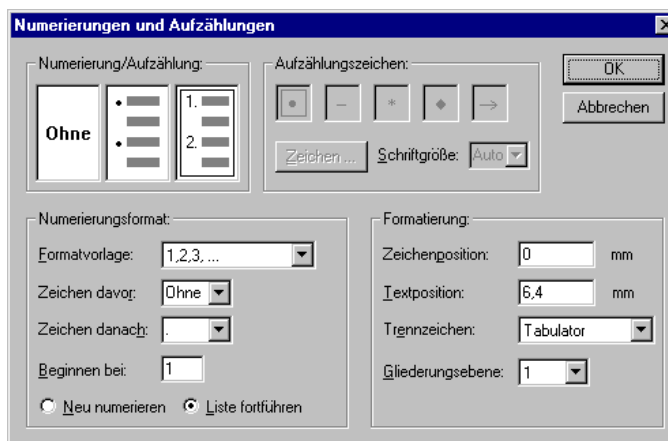 Numerierungen und Aufzählungen
Numerierung/Aufzählung:
Ohne
1.
2.
Aufzählungszeichen:
Zeichen ...
Schriftgröße:
Auto
OK
Abbrechen
Numerierungsformat:
Formatvorlage:
1,2,3, ...
Zeichen davor:
Ohne
Zeichen danach:
.
Beginnen bei:
1
Neu numerieren
Liste fortführen
Formatierung:
Zeichenposition:
0
mm
Textposition:
6,4
mm
Trennzeichen:
Tabulator
Gliederungsebene:
1